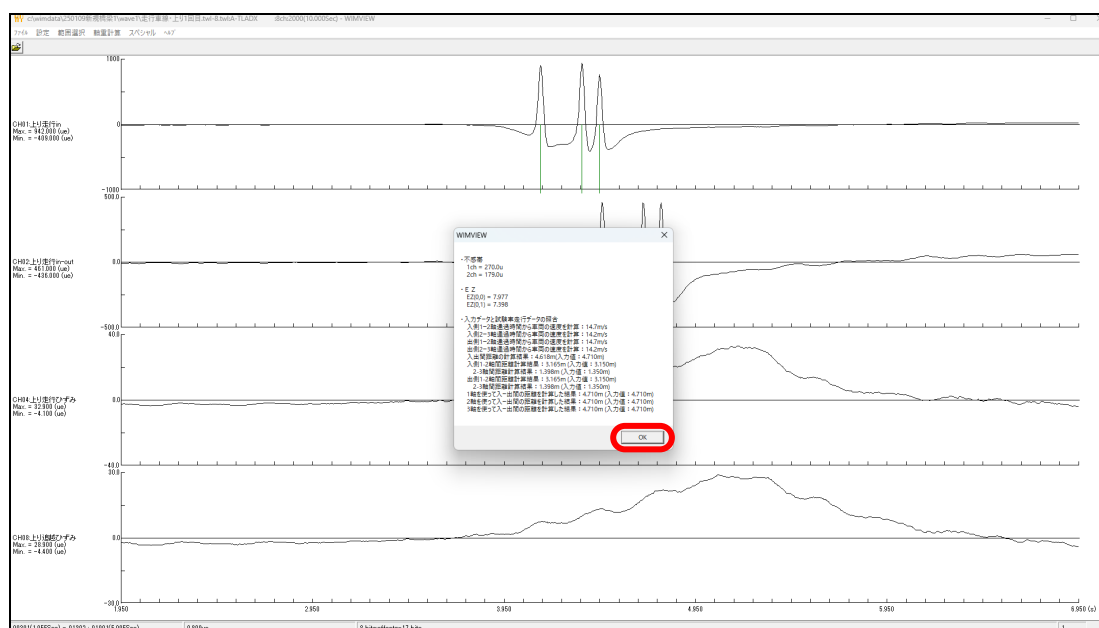 c:\wimdata\250109新規橋梁1\wave1\走行車線・上り1回目.twl-8.twl:A-TLADX :8ch:2000(10.000Sec) - WIMVIEW
ファイル 設定 範囲選択 軸重計算 スペシャル ヘルプ
1000
CH01:上り走行in
Max. = 942.000 (ue)
Min. = -409.000 (ue)
0
-1000
500.0
CH02:上り走行in-out
Max. = 461.000 (ue)
Min. = -436.000 (ue)
0.0
-500.0
WIMVIEW
・不感帯
1ch = 270.0u
2ch = 179.0u
・E Z
EZ(0,0) = 7.977
EZ(0,1) = 7.398
・入力データと試験車走行データの照合
入側1-2軸通過時間から車両の速度を計算：14.7m/s
入側2-3軸通過時間から車両の速度を計算：14.2m/s
出側1-2軸通過時間から車両の速度を計算：14.7m/s
出側2-3軸通過時間から車両の速度を計算：14.2m/s
入出間距離の計算結果：4.618m(入力値：4.710m)
入側1-2軸間距離計算結果：3.165m (入力値：3.150m)
2-3軸間距離計算結果：1.398m (入力値：1.350m)
出側1-2軸間距離計算結果：3.165m (入力値：3.150m)
2-3軸間距離計算結果：1.398m (入力値：1.350m)
1軸を使って入－出間の距離を計算した結果：4.710m (入力値：4.710m)
2軸を使って入－出間の距離を計算した結果：4.710m (入力値：4.710m)
3軸を使って入－出間の距離を計算した結果：4.710m (入力値：4.710m)
OK
40.0
CH04:上り走行ひずみ
Max. = 32.900 (ue)
Min. = -4.100 (ue)
0.0
-40.0
30.0
CH08:上り追越ひずみ
Max. = 28.900 (ue)
Min. = -4.400 (ue)
0.0
-30.0
1.950 2.950 3.950 4.950 5.950 6.950 (s)